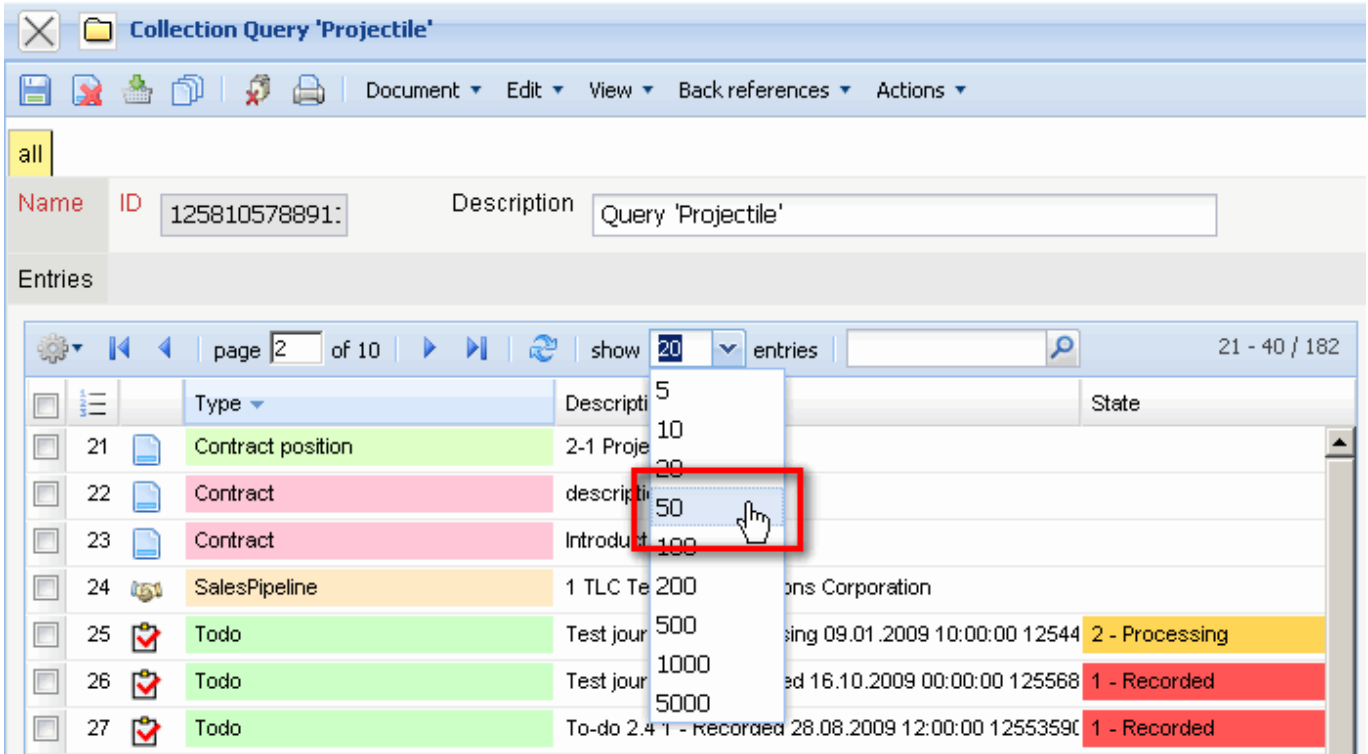 Collection Query 'Projectile'
Document Edit View Back references Actions
all
Name ID 125810578891 Description Query 'Projectile'
Entries
page 2 of 10 show 20 entries 21 - 40 / 182
5
10
20
50
100
200
500
1000
5000
Type Descripti State
21 Contract position 2-1 Proje
22 Contract descripti
23 Contract Introduct
24 SalesPipeline 1 TLC Te ons Corporation
25 Todo Test jour sing 09.01.2009 10:00:00 12544 2 - Processing
26 Todo Test jour ed 16.10.2009 00:00:00 125568 1 - Recorded
27 Todo To-do 2.4 1 - Recorded 28.08.2009 12:00:00 1255359 1 - Recorded